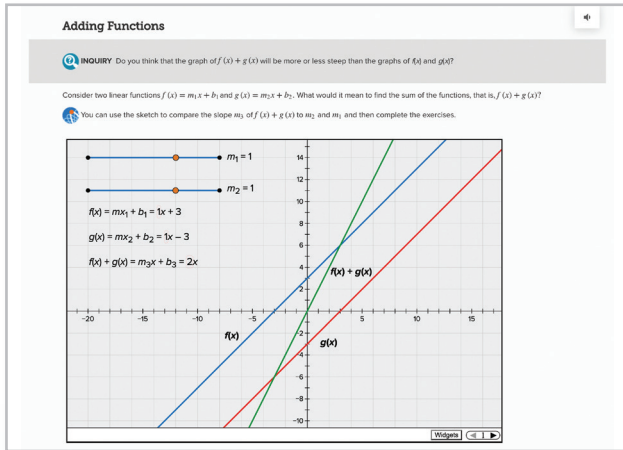 Adding Functions
INQUIRY Do you think that the graph of f (x) + g (x) will be more or less steep than the graphs of f(x) and g(x)?
Consider two linear functions f (x) = m₁x + b₁ and g (x) = m₂x + b₂. What would it mean to find the sum of the functions, that is, f (x) + g (x)?
You can use the sketch to compare the slope m₃ of f (x) + g (x) to m₂ and m₁ and then complete the exercises.
m₁ = 1
m₂ = 1
f(x) = mx₁ + b₁ = 1x + 3
g(x) = mx₂ + b₂ = 1x – 3
f(x) + g(x) = m₃x + b₃ = 2x
14
12
10
8
6
4
2
f(x) + g(x)
-20 -15 -10 -5 5 10 15
f(x)
g(x)
-2
-4
-6
-8
-10
Widgets